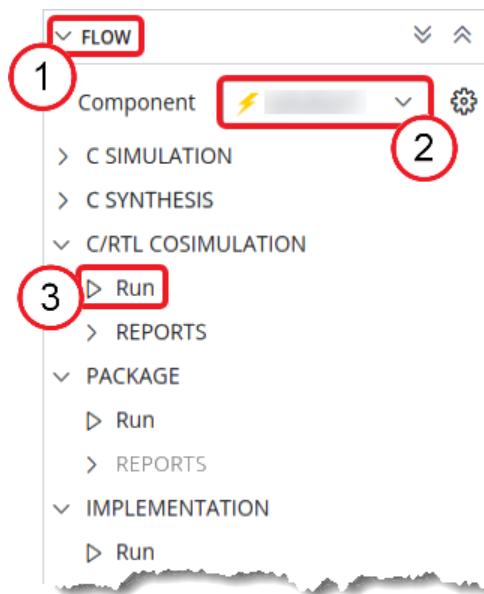 FLOW
1
Component
2
C SIMULATION
C SYNTHESIS
C/RTL COSIMULATION
3
Run
REPORTS
PACKAGE
Run
REPORTS
IMPLEMENTATION
Run